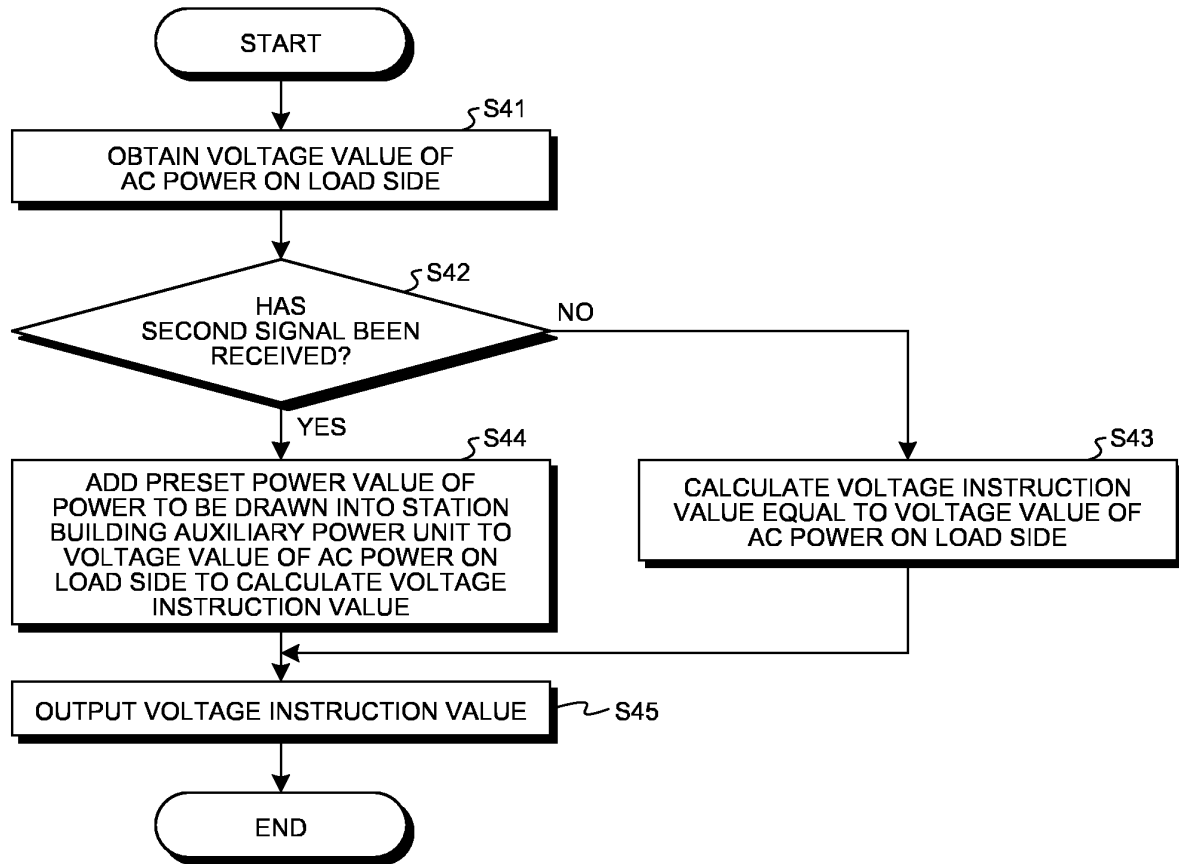 START
S41
OBTAIN VOLTAGE VALUE OF
AC POWER ON LOAD SIDE
S42
HAS
SECOND SIGNAL BEEN
RECEIVED?
NO
YES
S44
ADD PRESET POWER VALUE OF
POWER TO BE DRAWN INTO STATION
BUILDING AUXILIARY POWER UNIT TO
VOLTAGE VALUE OF AC POWER ON
LOAD SIDE TO CALCULATE VOLTAGE
INSTRUCTION VALUE
S43
CALCULATE VOLTAGE INSTRUCTION
VALUE EQUAL TO VOLTAGE VALUE OF
AC POWER ON LOAD SIDE
OUTPUT VOLTAGE INSTRUCTION VALUE
S45
END